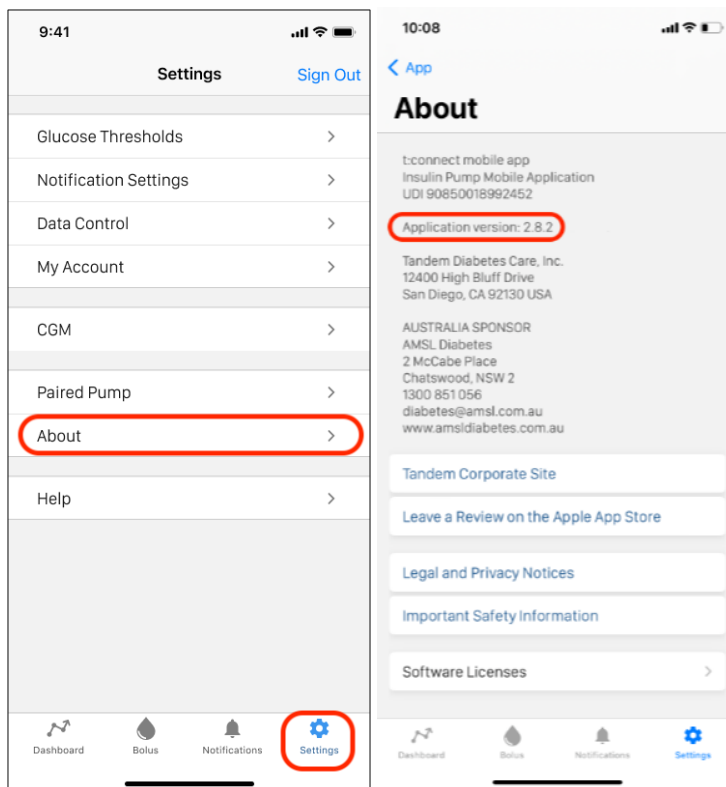 9:41
Settings
Sign Out
Glucose Thresholds
Notification Settings
Data Control
My Account
CGM
Paired Pump
About
Help
Dashboard
Bolus
Notifications
Settings
10:08
App
About
t:connect mobile app
Insulin Pump Mobile Application
UDI 90850018992452
Application version: 2.8.2
Tandem Diabetes Care, Inc.
12400 High Bluff Drive
San Diego, CA 92130 USA
AUSTRALIA SPONSOR
AMSL Diabetes
2 McCabe Place
Chatswood, NSW 2
1300 851 056
diabetes@amsl.com.au
www.amsldiabetes.com.au
Tandem Corporate Site
Leave a Review on the Apple App Store
Legal and Privacy Notices
Important Safety Information
Software Licenses
Dashboard
Bolus
Notifications
Settings